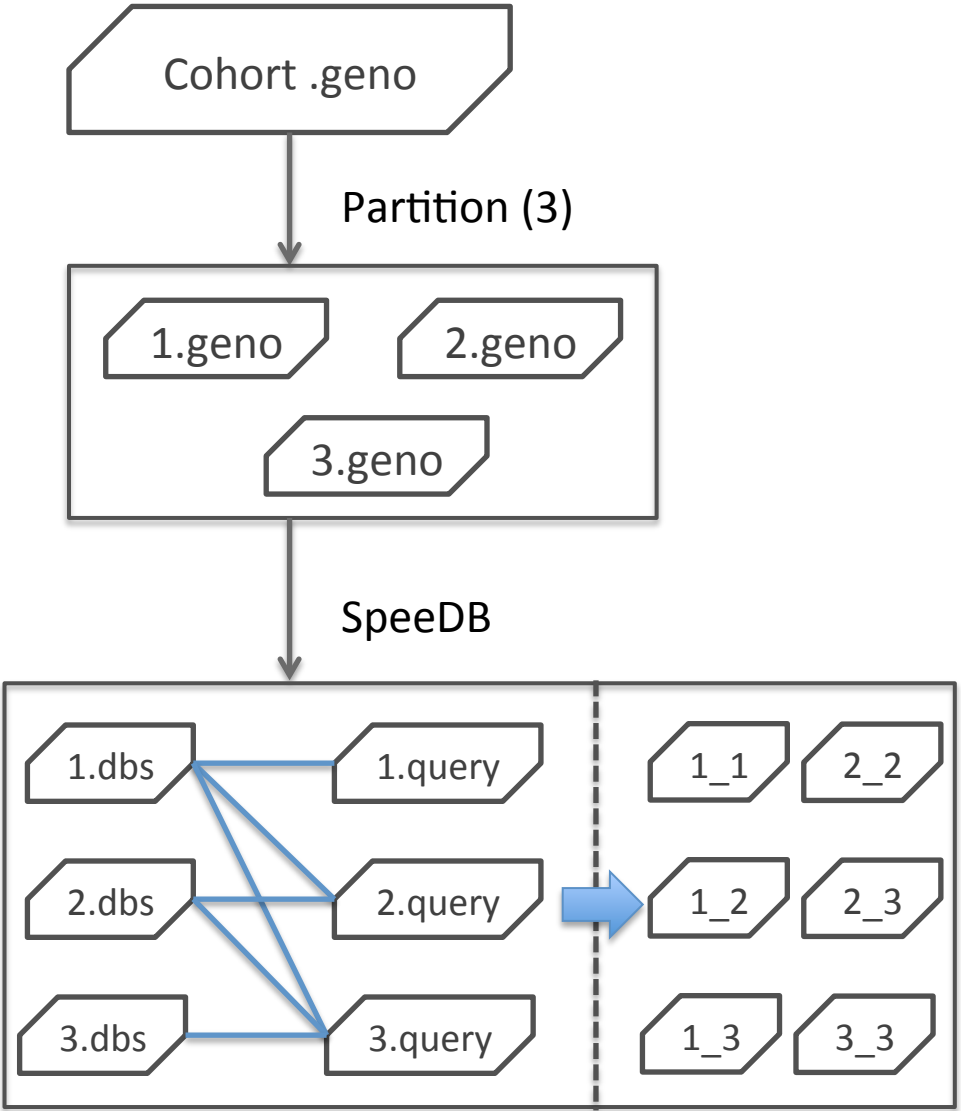 Cohort .geno
Partition (3)
1.geno
2.geno
3.geno
SpeeDB
1.dbs
1.query
1_1
2_2
2.dbs
2.query
1_2
2_3
3.dbs
3.query
1_3
3_3